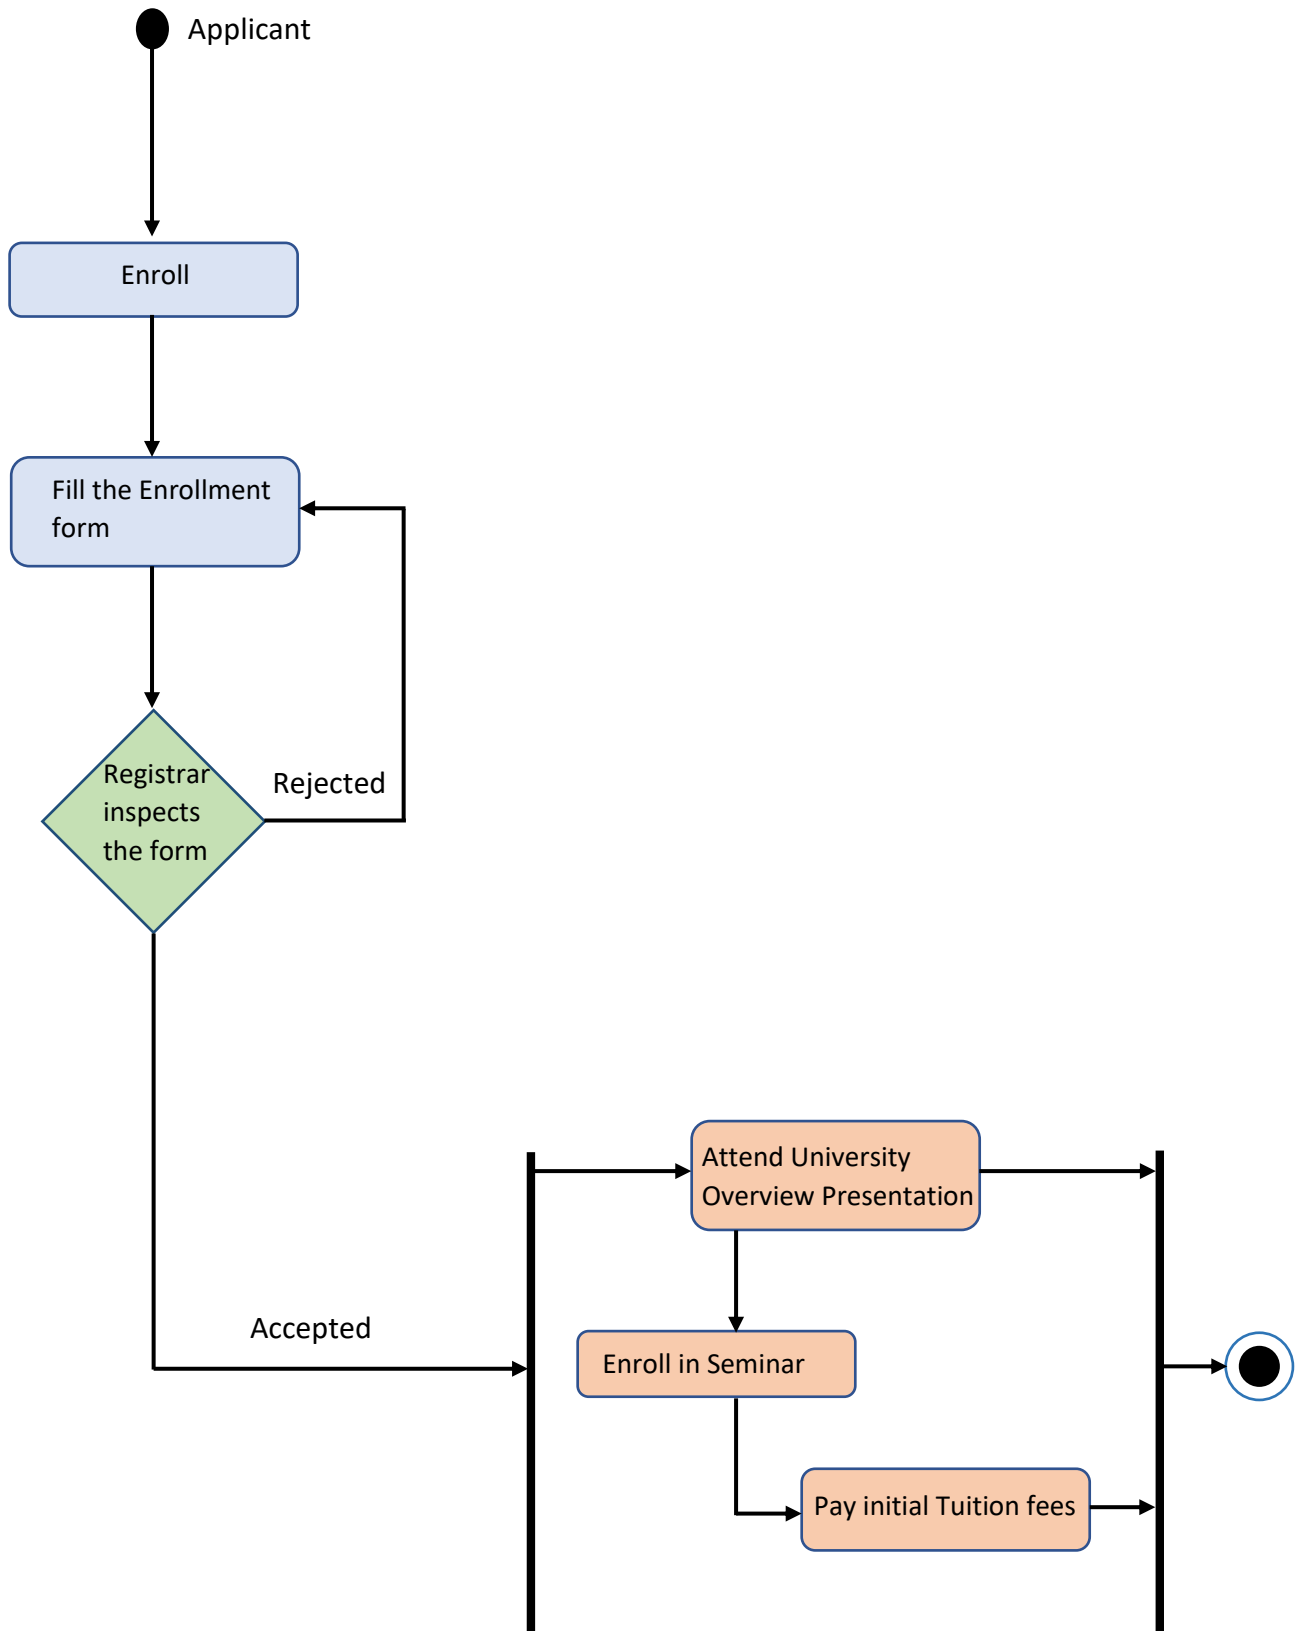 Applicant
Enroll
Fill the Enrollment
form
Registrar
inspects
the form
Rejected
Accepted
Attend University
Overview Presentation
Enroll in Seminar
Pay initial Tuition fees